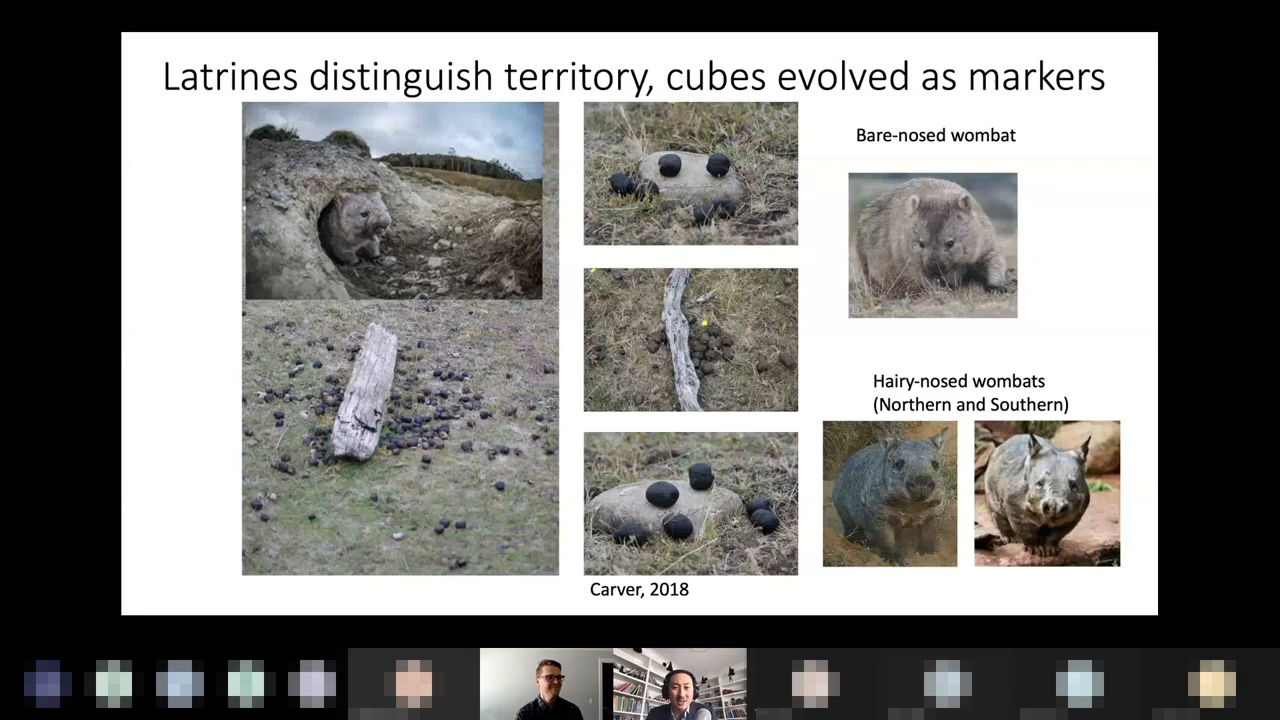 Latrines distinguish territory, cubes evolved as markers
Bare-nosed wombat
Hairy-nosed wombats
(Northern and Southern)
Carver, 2018